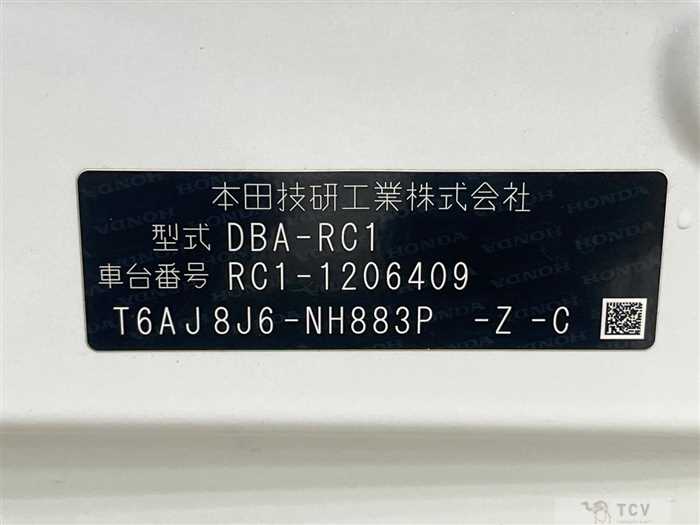 本田技研工業株式会社
型式 DBA-RC1
車台番号 RC1-1206409
T6AJ8J6-NH883P -Z -C
TCV